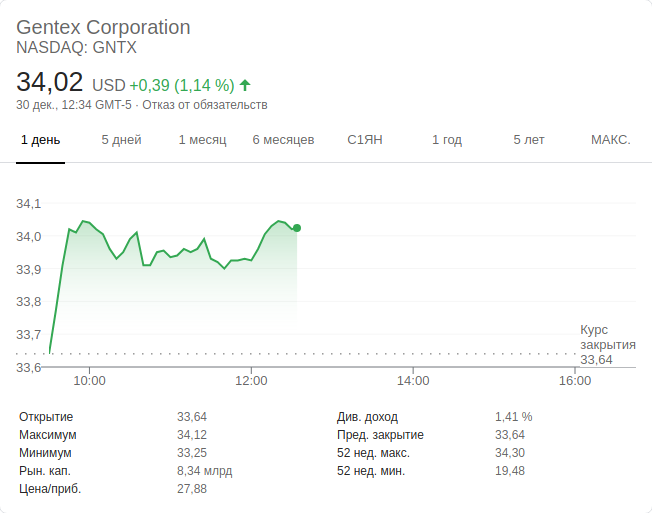 Gentex Corporation
NASDAQ: GNTX
34,02 USD +0,39 (1,14 %)
30 дек., 12:34 GMT-5 · Отказ от обязательств
1 день 5 дней 1 месяц 6 месяцев С1ЯН 1 год 5 лет МАКС.
34,1
34,0
33,9
33,8
33,7
33,6
Курс
закрытия
33,64
10:00 12:00 14:00 16:00
Открытие 33,64 Див. доход 1,41 %
Максимум 34,12 Пред. закрытие 33,64
Минимум 33,25 52 нед. макс. 34,30
Рын. кап. 8,34 млрд 52 нед. мин. 19,48
Цена/приб. 27,88